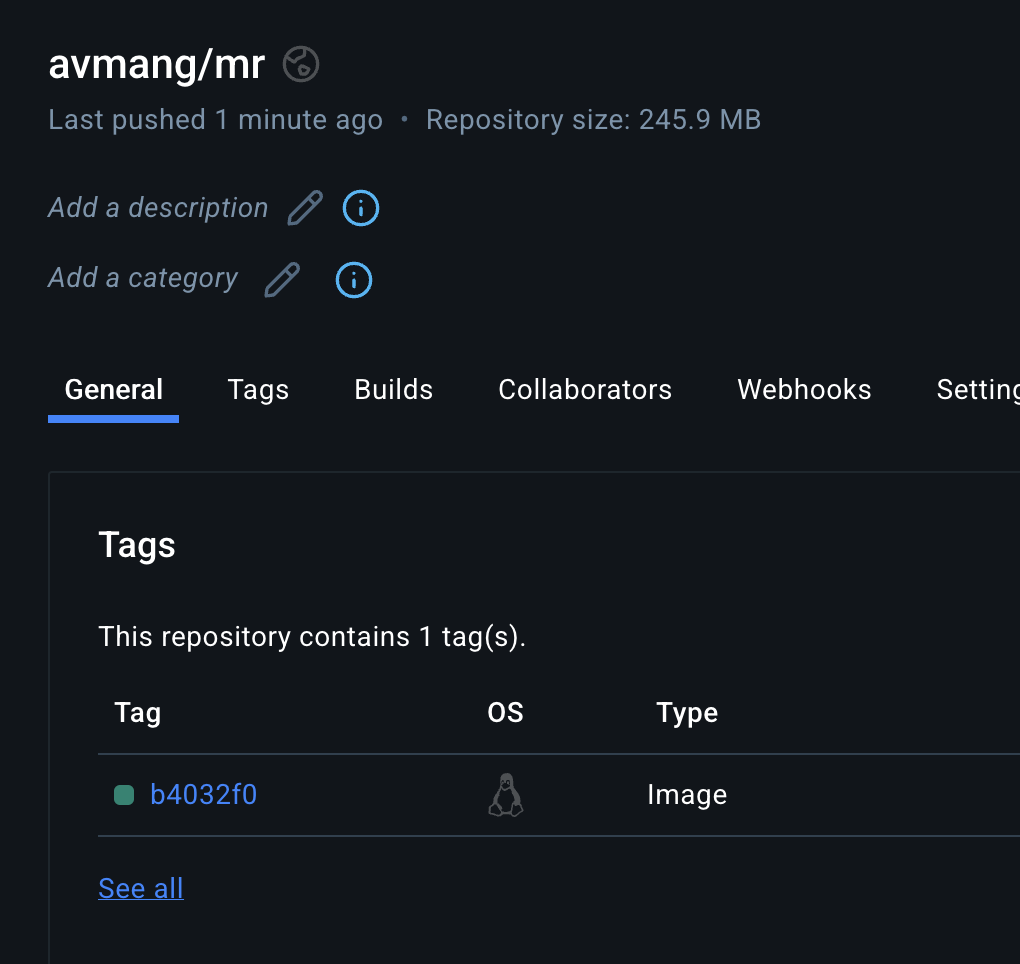 avmang/mr
Last pushed 1 minute ago • Repository size: 245.9 MB
Add a description
Add a category
General Tags Builds Collaborators Webhooks Setting
Tags
This repository contains 1 tag(s).
Tag OS Type
b4032f0 Image
See all